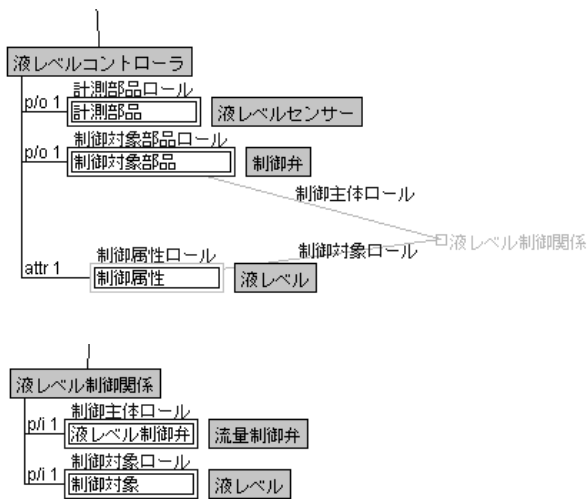 液レベルコントローラ
計測部品ロール
p/o 1 計測部品 液レベルセンサー
制御対象部品ロール
p/o 1 制御対象部品 制御弁
制御主体ロール
液レベル制御関係
制御対象ロール
制御属性ロール
attr 1 制御属性 液レベル
液レベル制御関係
制御主体ロール
p/i 1 液レベル制御弁 流量制御弁
制御対象ロール
p/i 1 制御対象 液レベル